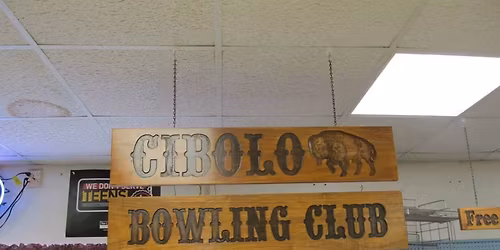 CIBOLO
BOWLING CLUB
WE DON'T SERVE
TEENS
Free